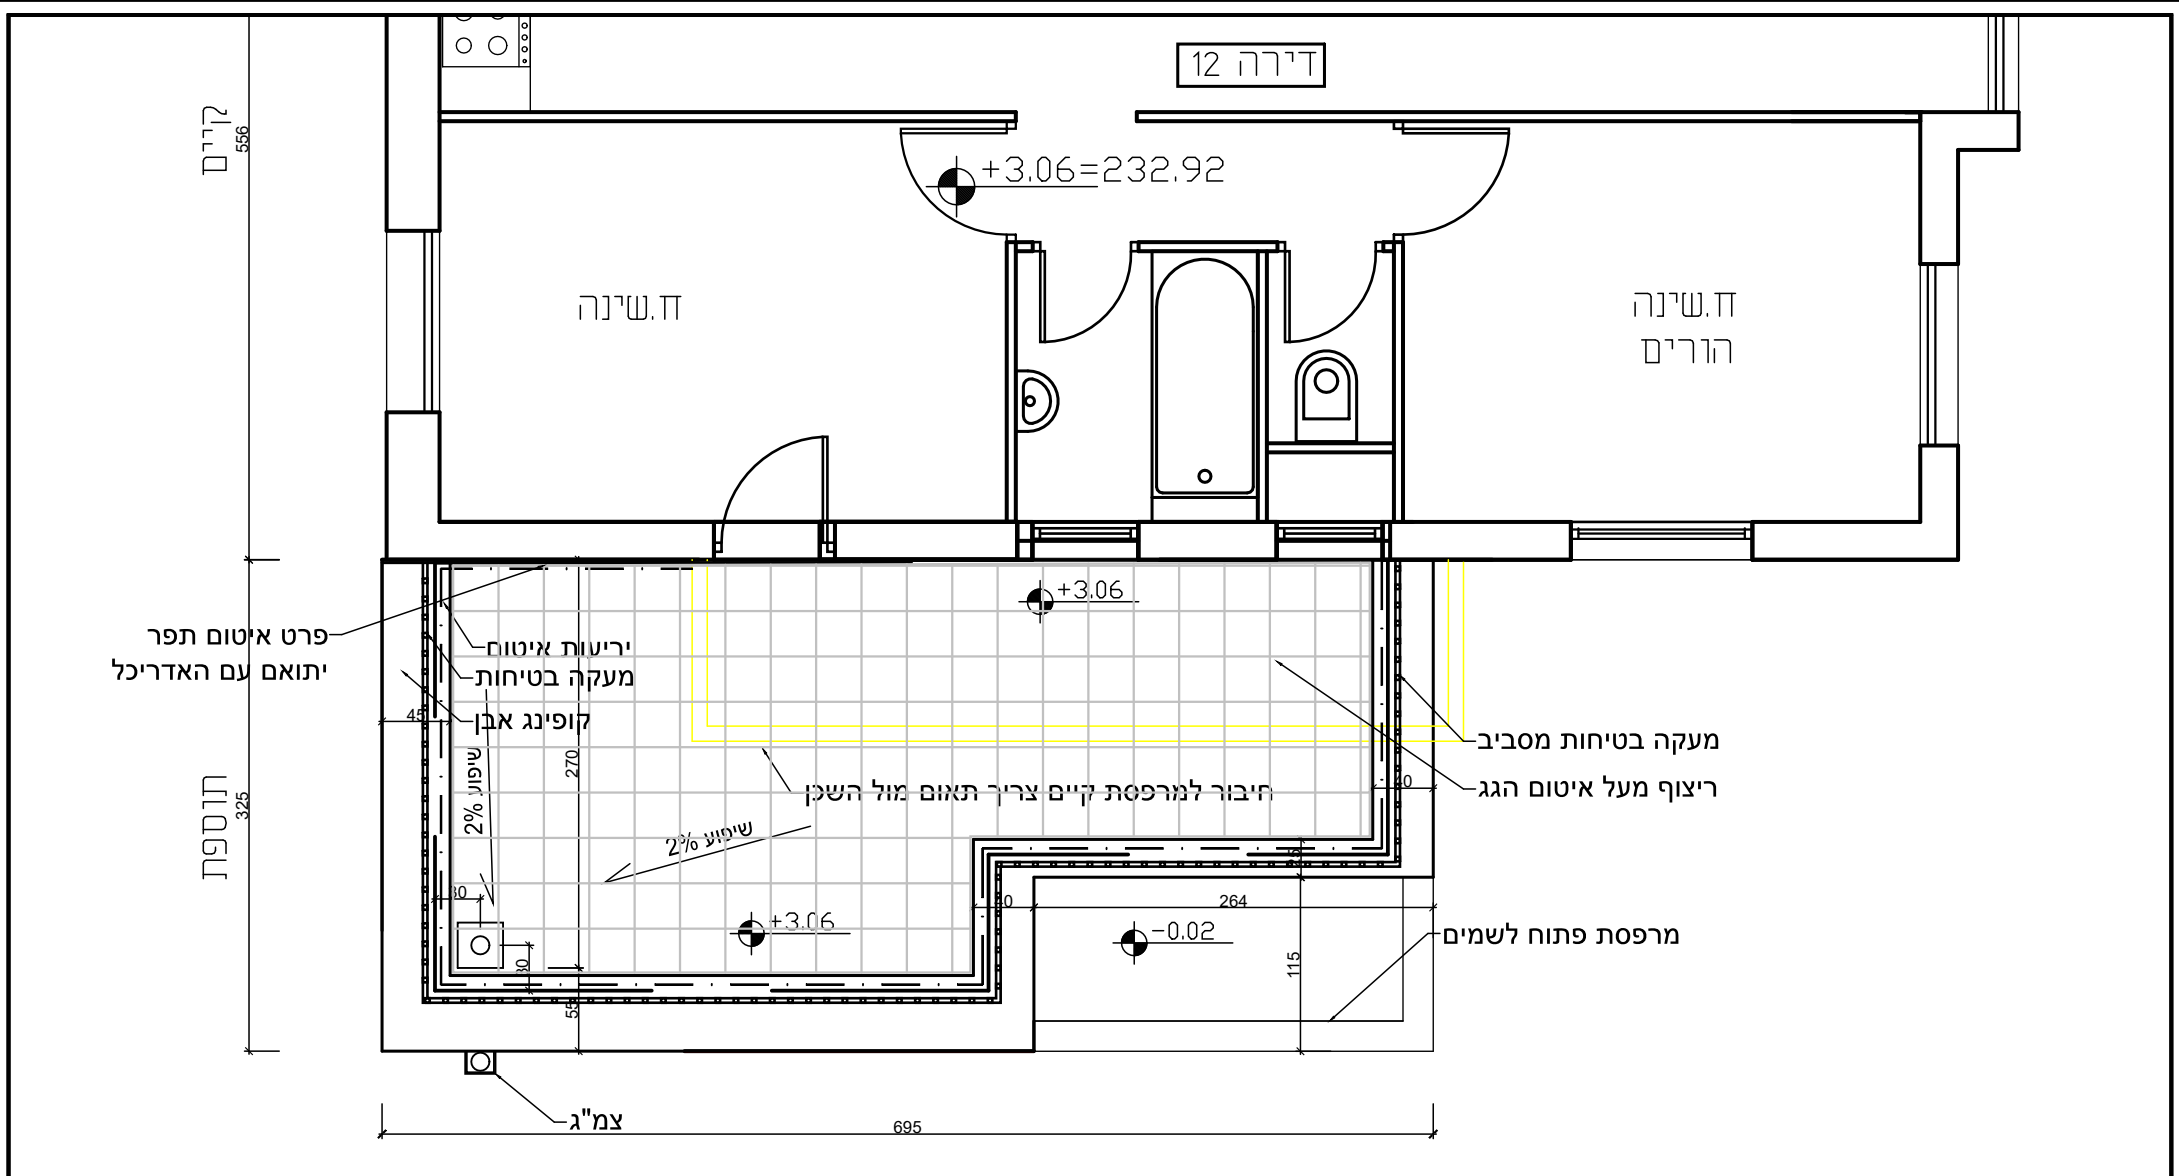 דירה 12
קיים
556
+3.06=232.92
ח.שינה
ח.שינה
הורים
+3.06
פרט איטום תפר
יתואם עם האדריכל
יריעות איטום
מעקה בטיחות
קופינג אבן
45
שיפוע 2%
270
מעקה בטיחות מסביב
ריצוף מעל איטום הגג
40
חיבור למרפסת קיים צריך תאום מול השכן
שיפוע 2%
תוספת
325
25
30
40
264
+3.06
-0.02
מרפסת פתוח לשמים
30
115
55
צמ"ג
695